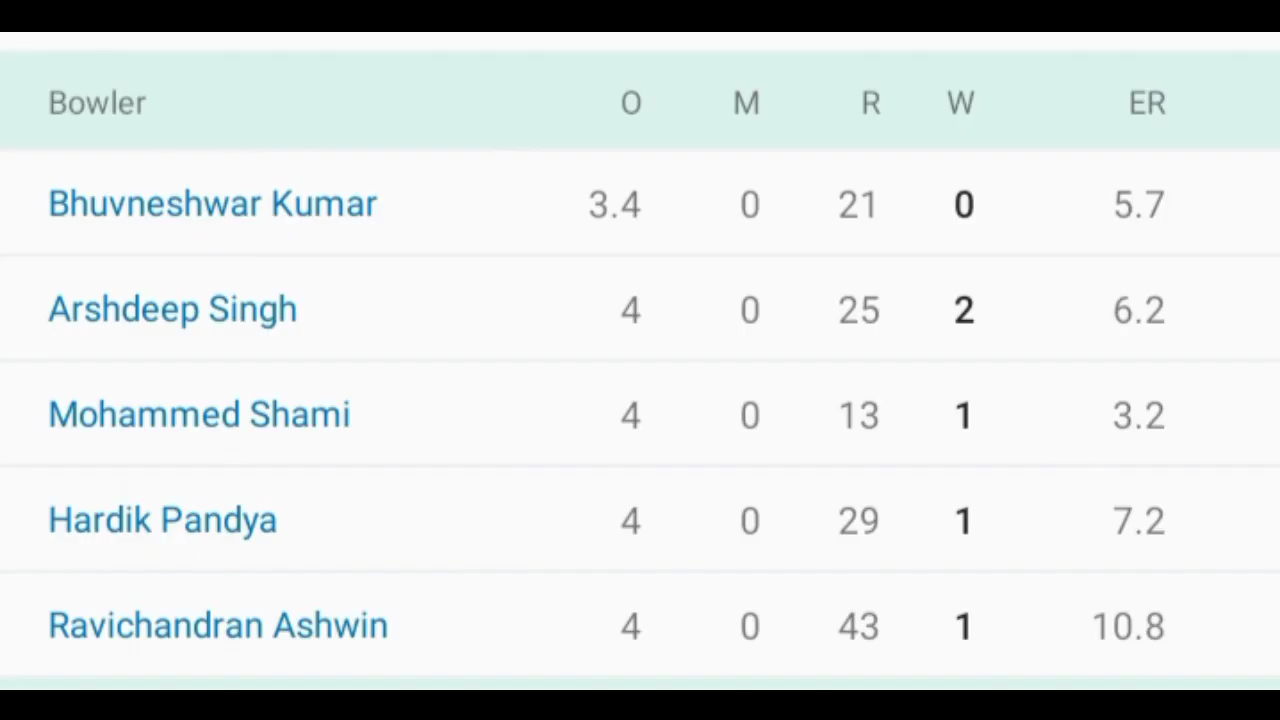 Bowler O M R W ER
Bhuvneshwar Kumar 3.4 0 21 0 5.7
Arshdeep Singh 4 0 25 2 6.2
Mohammed Shami 4 0 13 1 3.2
Hardik Pandya 4 0 29 1 7.2
Ravichandran Ashwin 4 0 43 1 10.8